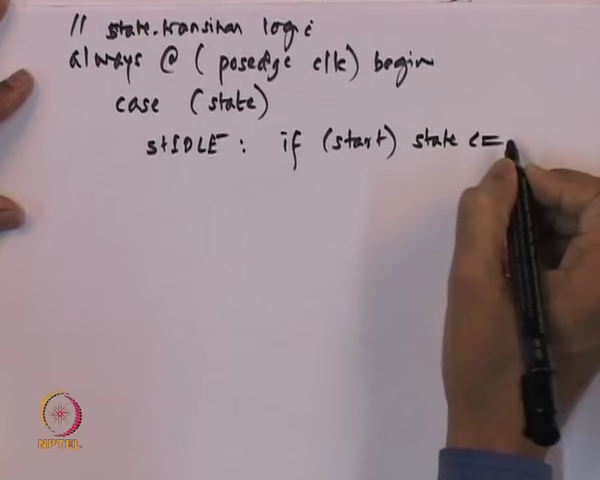 // state.transition logic
always @ ( posedge clk) begin
case (state)
stIDLE : if (start) state <=
NPTEL